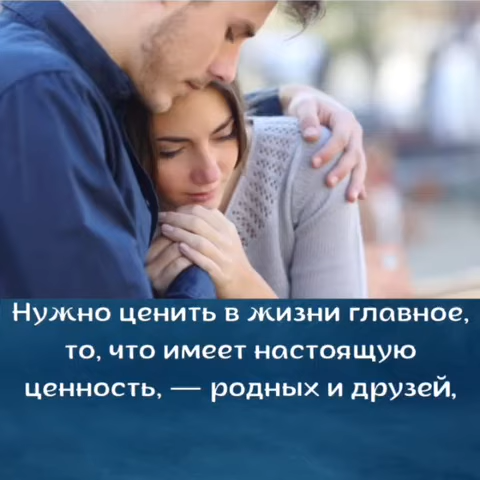 Нужно ценить в жизни главное,
то, что имеет настоящую
ценность, — родных и друзей,